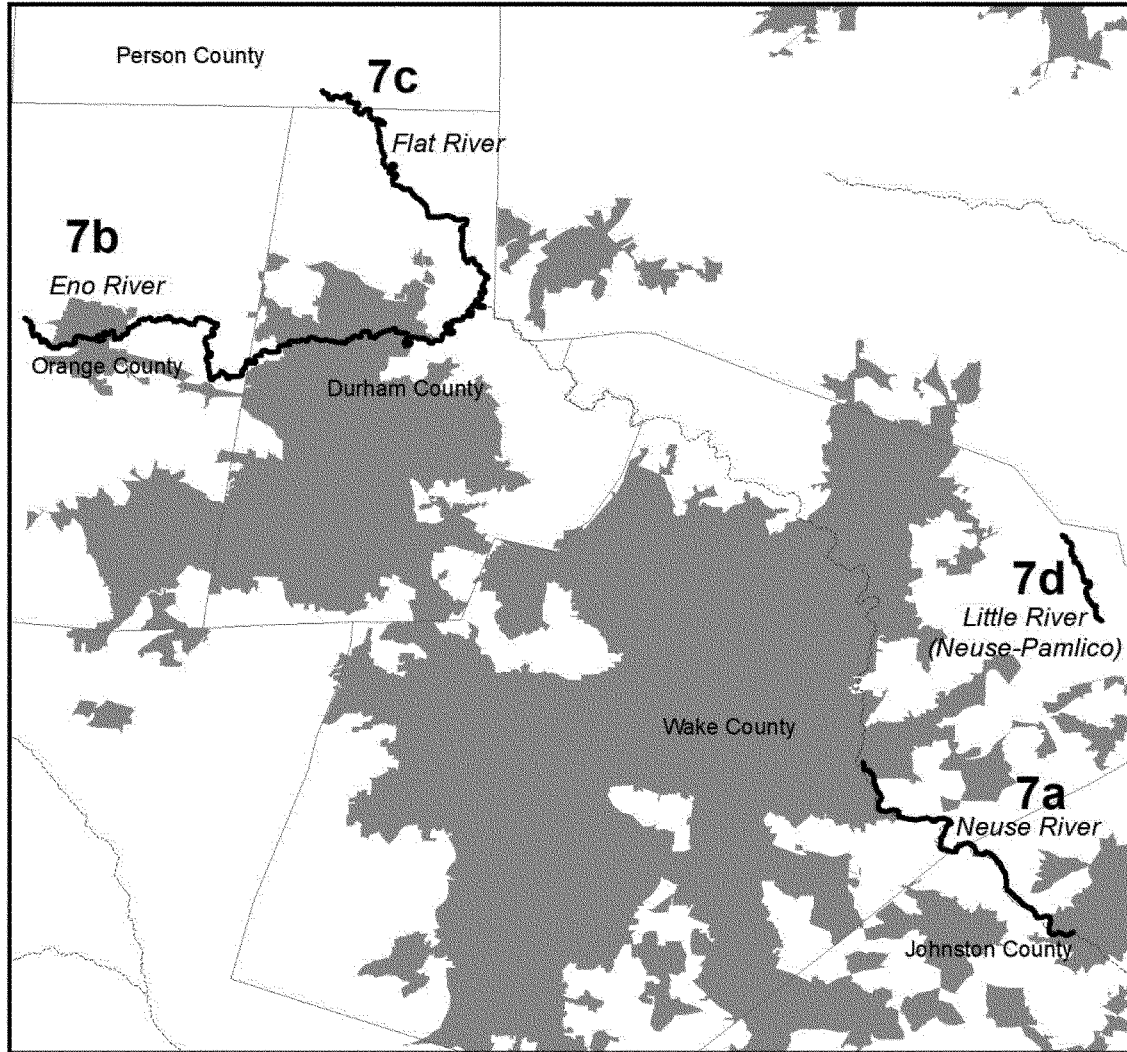 Person County
7c
Flat River
7b
Eno River
Orange County
Durham County
7d
Little River
(Neuse-Pamlico)
Wake County
7a
Neuse River
Johnston County